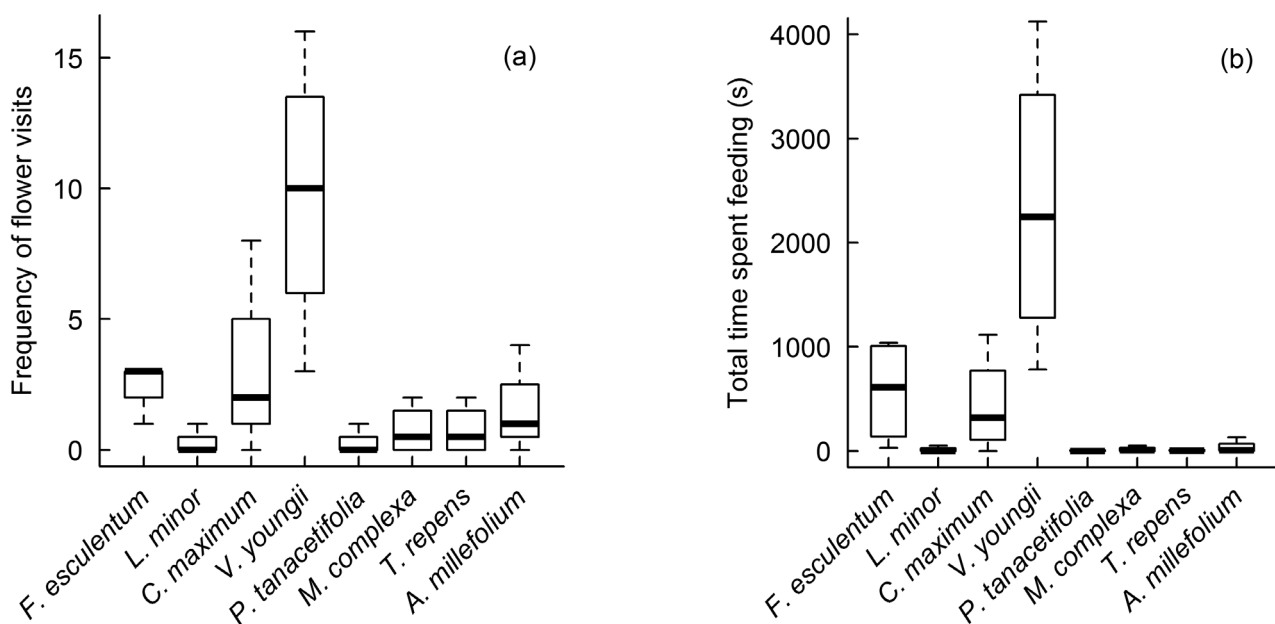 Frequency of flower visits
15
10
5
0
(a)
F. esculentum
L. minor
C. maximum
V. youngii
P. tanacetifolia
M. complexa
T. repens
A. millefolium
Total time spent feeding (s)
4000
3000
2000
1000
0
(b)
F. esculentum
L. minor
C. maximum
V. youngii
P. tanacetifolia
M. complexa
T. repens
A. millefolium